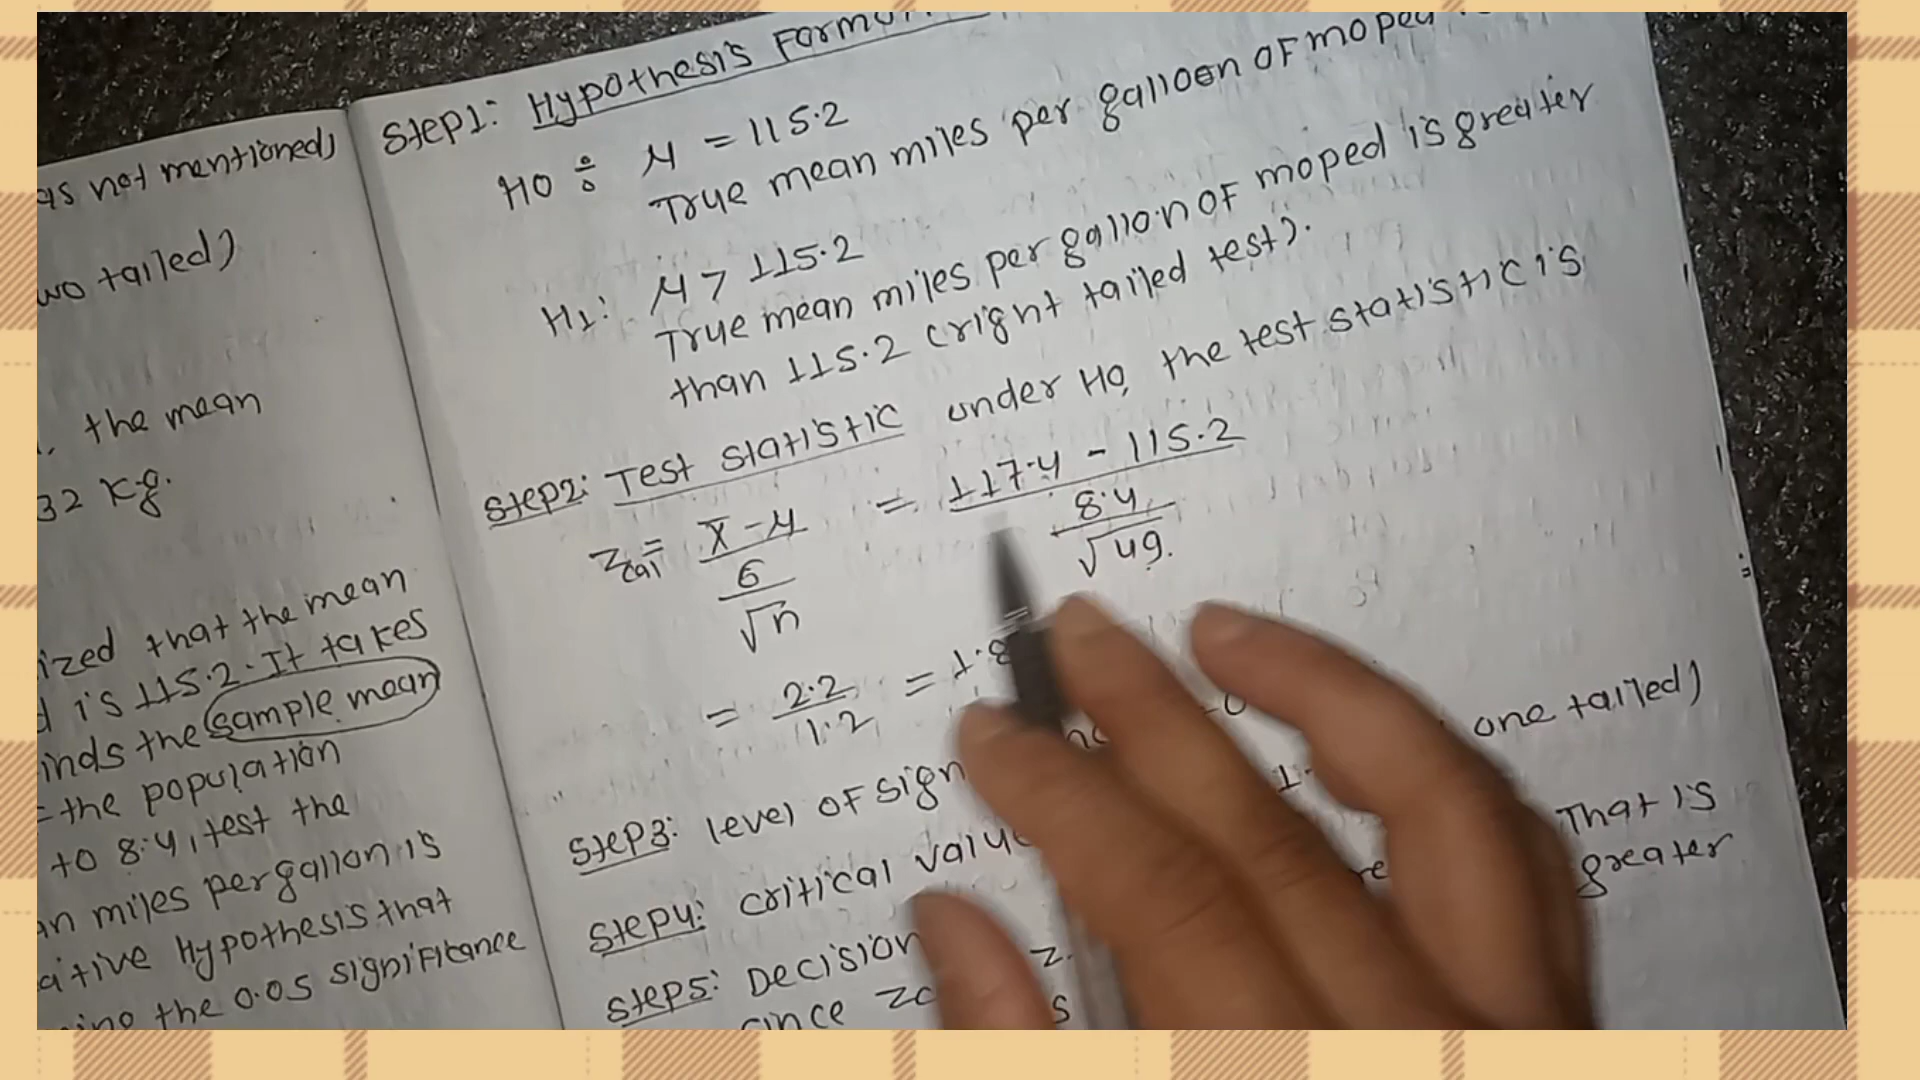 as not mentioned)
wo tailed)
the mean
32 kg.
ized that the mean
is 115.2. It takes
inds the sample mean
the population
to 8.4, test the
an miles per gallon is
ative Hypothesis that
the 0.05 significance
Step1: Hypothesis Form
H0 : μ = 115.2
True mean miles per galloen of moped
H1: μ > 115.2
True mean miles per gallon of moped is greater
than 115.2 (right tailed test).
Step2: Test statistic under H0, the test statistic is
Zcal = x̄ - μ / б / √n = 117.4 - 115.2 / 8.4 / √49.
= 2.2 / 1.2 = 1.8
Step3: level of sign
Step4: critical value one tailed)
Step5: Decision That is
since greater